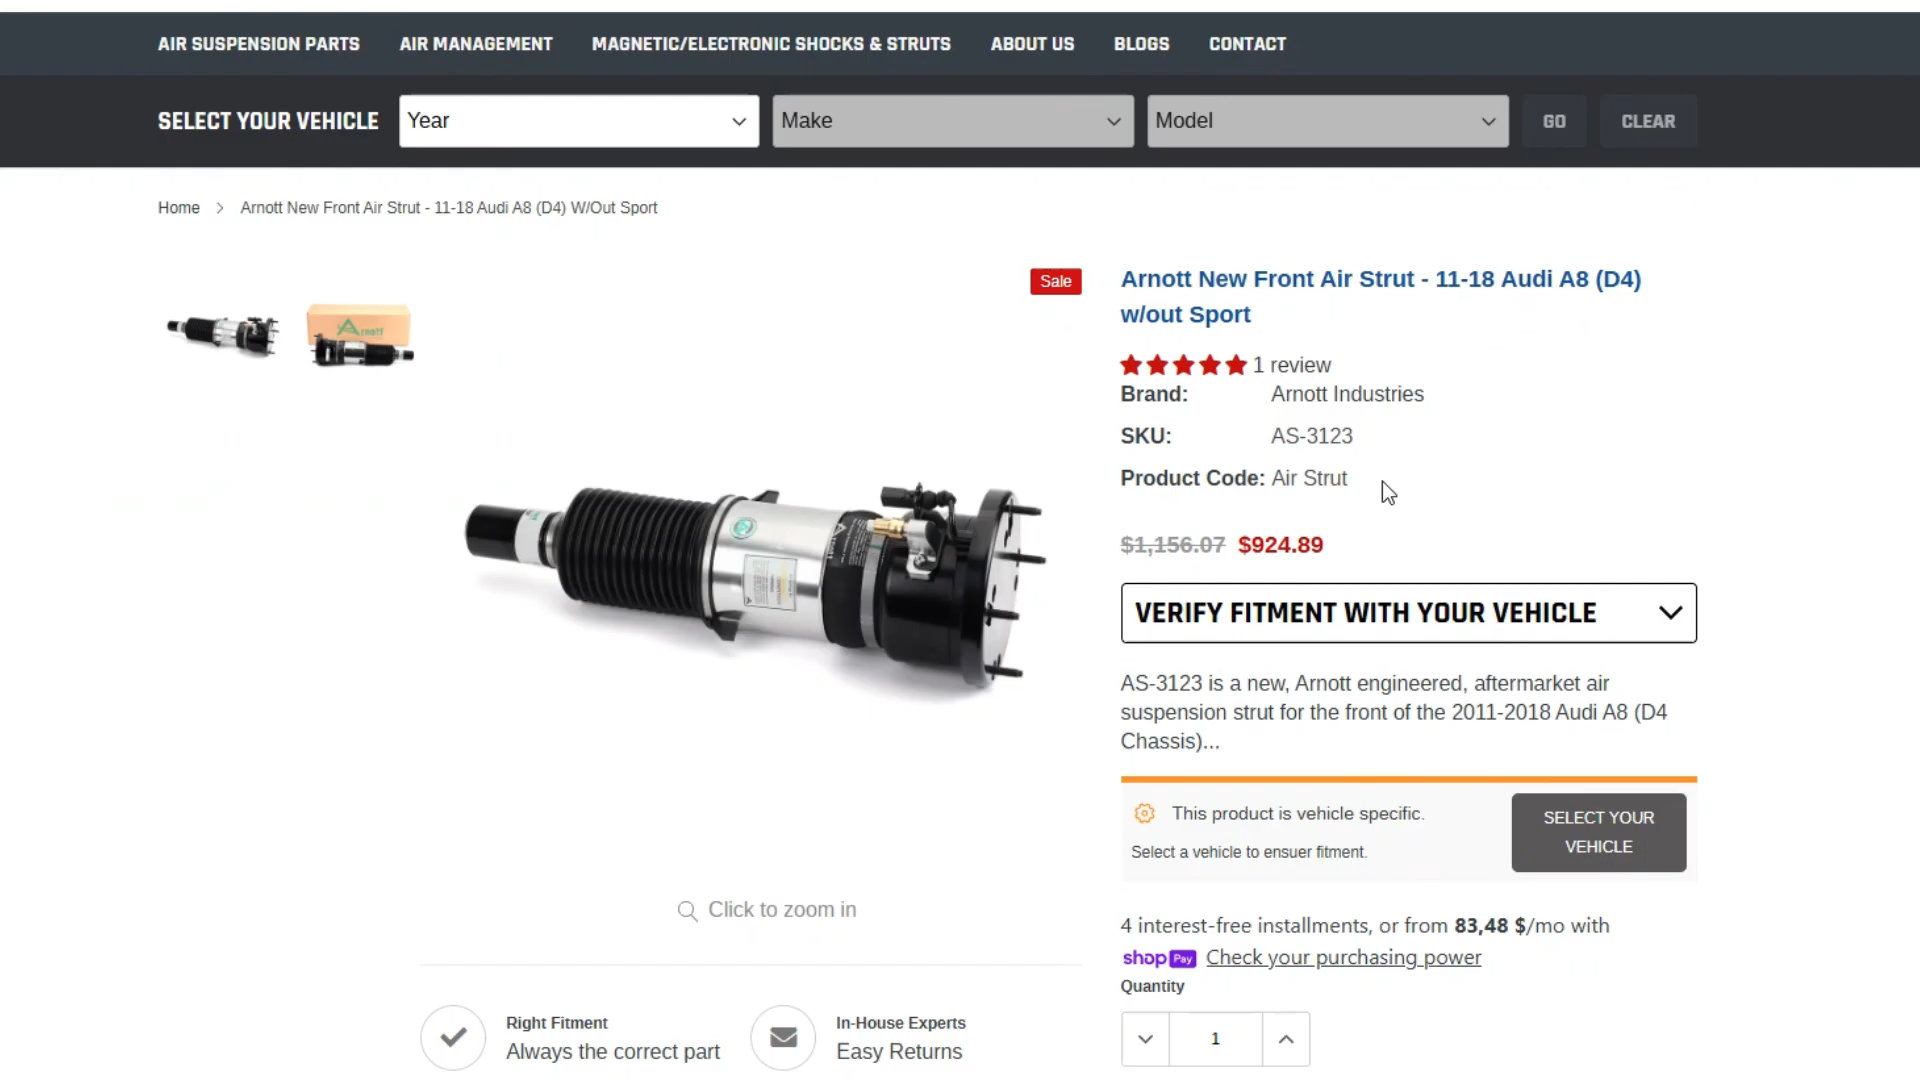 AIR SUSPENSION PARTS AIR MANAGEMENT MAGNETIC/ELECTRONIC SHOCKS & STRUTS ABOUT US BLOGS CONTACT
SELECT YOUR VEHICLE Year Make Model GO CLEAR
Home > Arnott New Front Air Strut - 11-18 Audi A8 (D4) W/Out Sport
Sale
Arnott New Front Air Strut - 11-18 Audi A8 (D4)
w/out Sport
1 review
Brand: Arnott Industries
SKU: AS-3123
Product Code: Air Strut
$1,156.07 $924.89
VERIFY FITMENT WITH YOUR VEHICLE
AS-3123 is a new, Arnott engineered, aftermarket air
suspension strut for the front of the 2011-2018 Audi A8 (D4
Chassis)...
This product is vehicle specific.
Select a vehicle to ensuer fitment.
SELECT YOUR
VEHICLE
Click to zoom in
4 interest-free installments, or from 83,48 $/mo with
shop Pay Check your purchasing power
Quantity
1
Right Fitment
Always the correct part
In-House Experts
Easy Returns
Arnott
Arnott